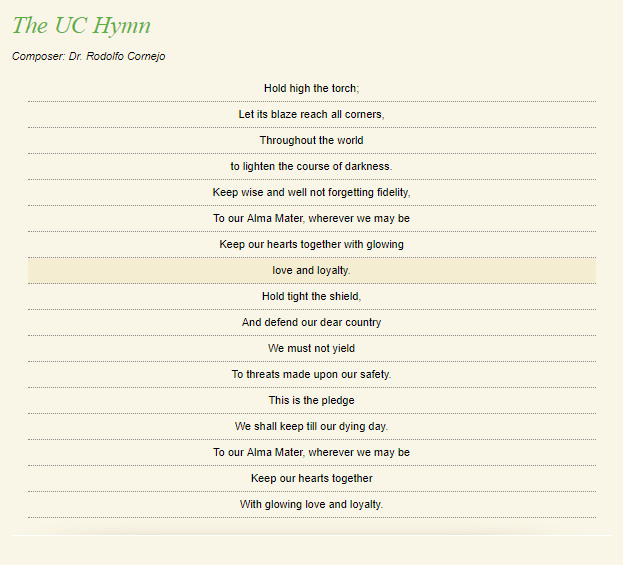 The UC Hymn
Composer: Dr. Rodolfo Cornejo
Hold high the torch;
Let its blaze reach all corners,
Throughout the world
to lighten the course of darkness.
Keep wise and well not forgetting fidelity,
To our Alma Mater, wherever we may be
Keep our hearts together with glowing
love and loyalty.
Hold tight the shield,
And defend our dear country
We must not yield
To threats made upon our safety.
This is the pledge
We shall keep till our dying day.
To our Alma Mater, wherever we may be
Keep our hearts together
With glowing love and loyalty.